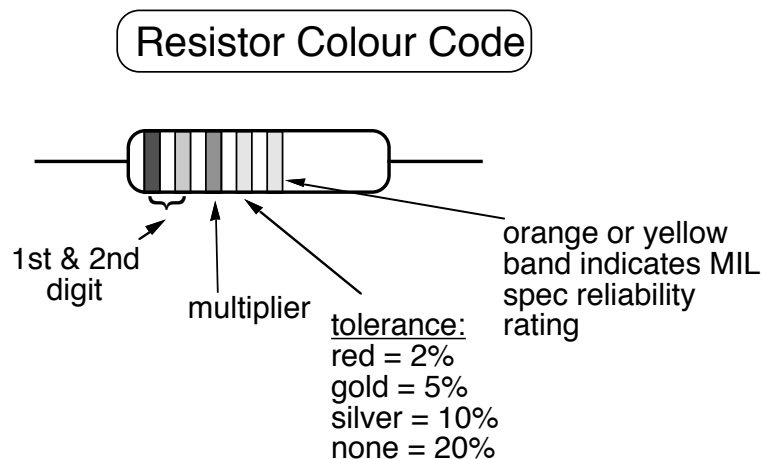 Resistor Colour Code
1st & 2nd
digit
multiplier
tolerance:
red = 2%
gold = 5%
silver = 10%
none = 20%
orange or yellow
band indicates MIL
spec reliability
rating